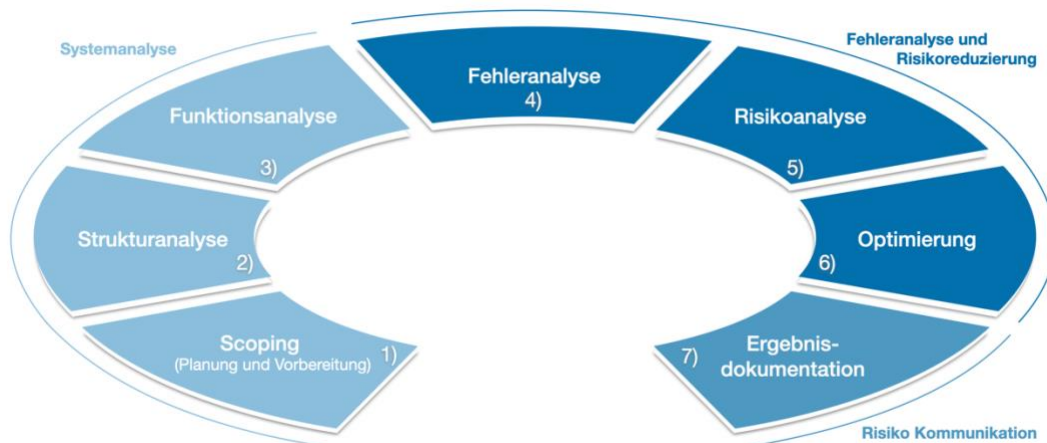 Systemanalyse
Fehleranalyse und
Risikoreduzierung
Fehleranalyse
4)
Funktionsanalyse
3)
Risikoanalyse
5)
Strukturanalyse
2)
Optimierung
6)
Scoping
(Planung und Vorbereitung)
1)
7)
Ergebnis-
dokumentation
Risiko Kommunikation